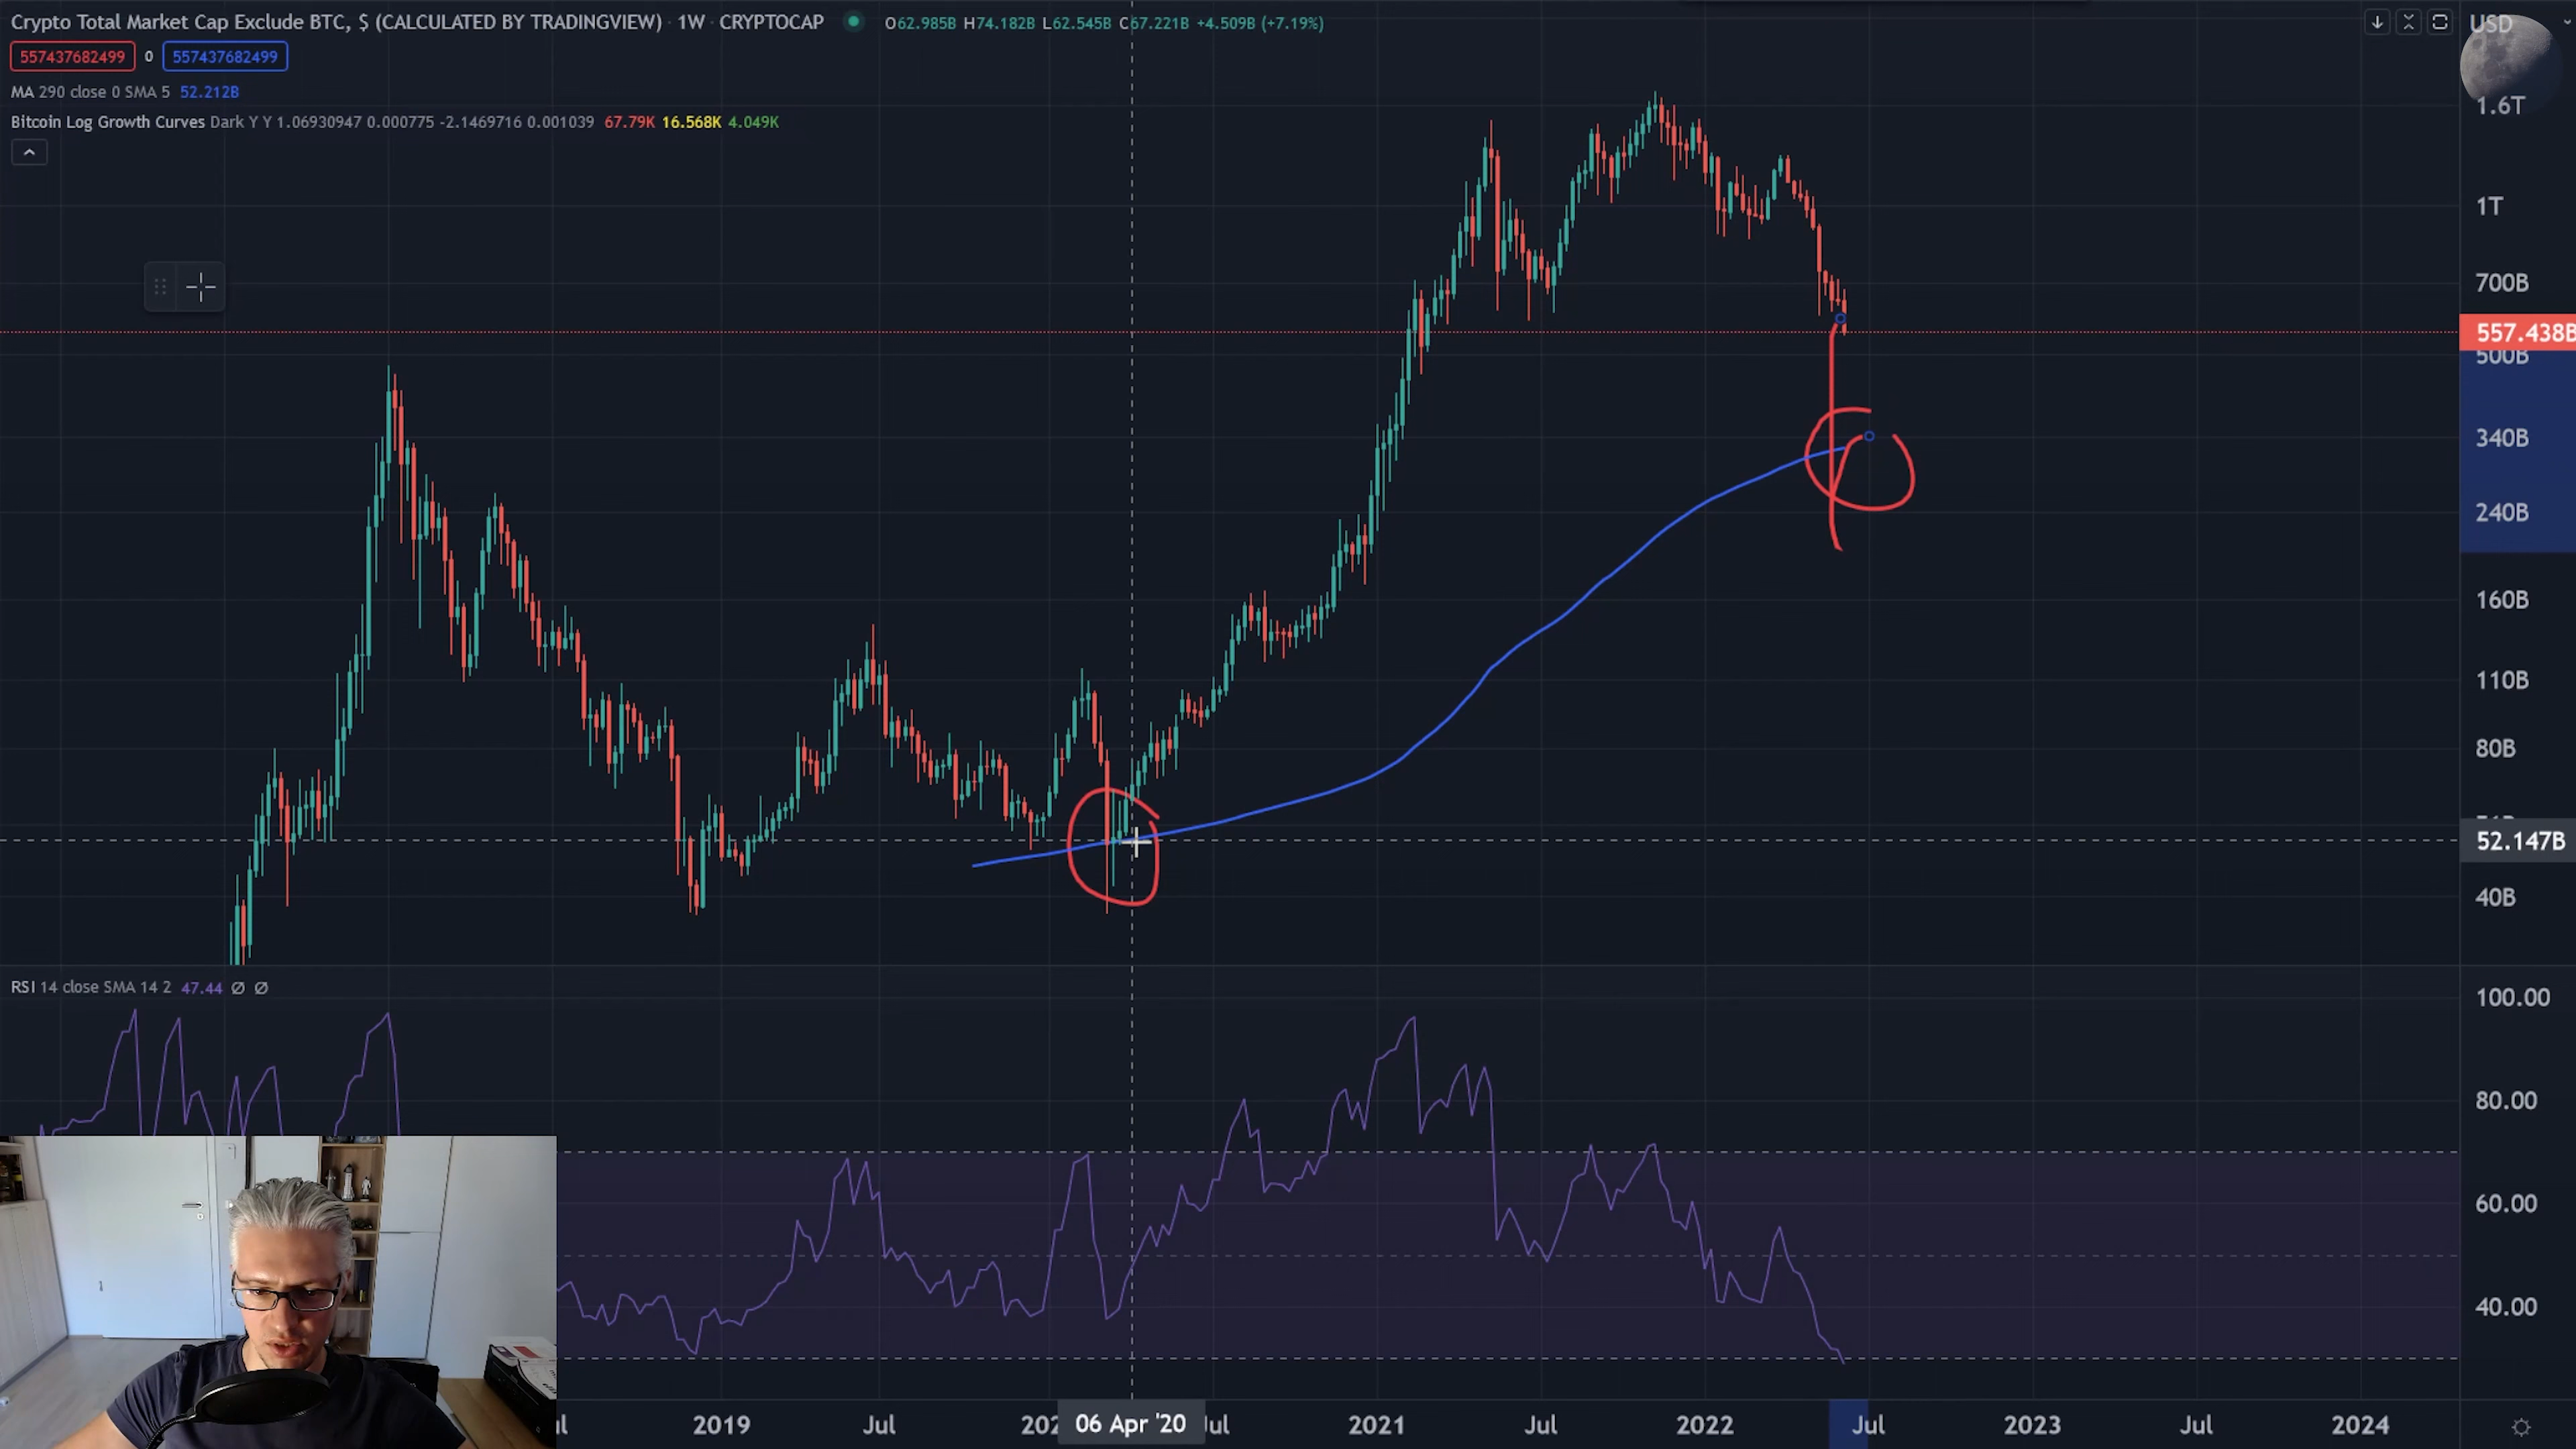 Crypto Total Market Cap Exclude BTC, $ (CALCULATED BY TRADINGVIEW) · 1W · CRYPTOCAP O62.985B H74.182B L62.545B C67.221B +4.509B (+7.19%) USD
557437682499 0 557437682499
MA 290 close 0 SMA 5 52.212B
1.6T
Bitcoin Log Growth Curves Dark Y Y 1.06930947 0.000775 -2.1469716 0.001039 67.79K 16.568K 4.049K
1T
700B
557.438B
500B
340B
240B
160B
110B
80B
52.147B
40B
RSI 14 close SMA 14 2 47.44 Ø Ø
100.00
80.00
60.00
40.00
2019 Jul 06 Apr '20 2021 Jul 2022 Jul 2023 Jul 2024